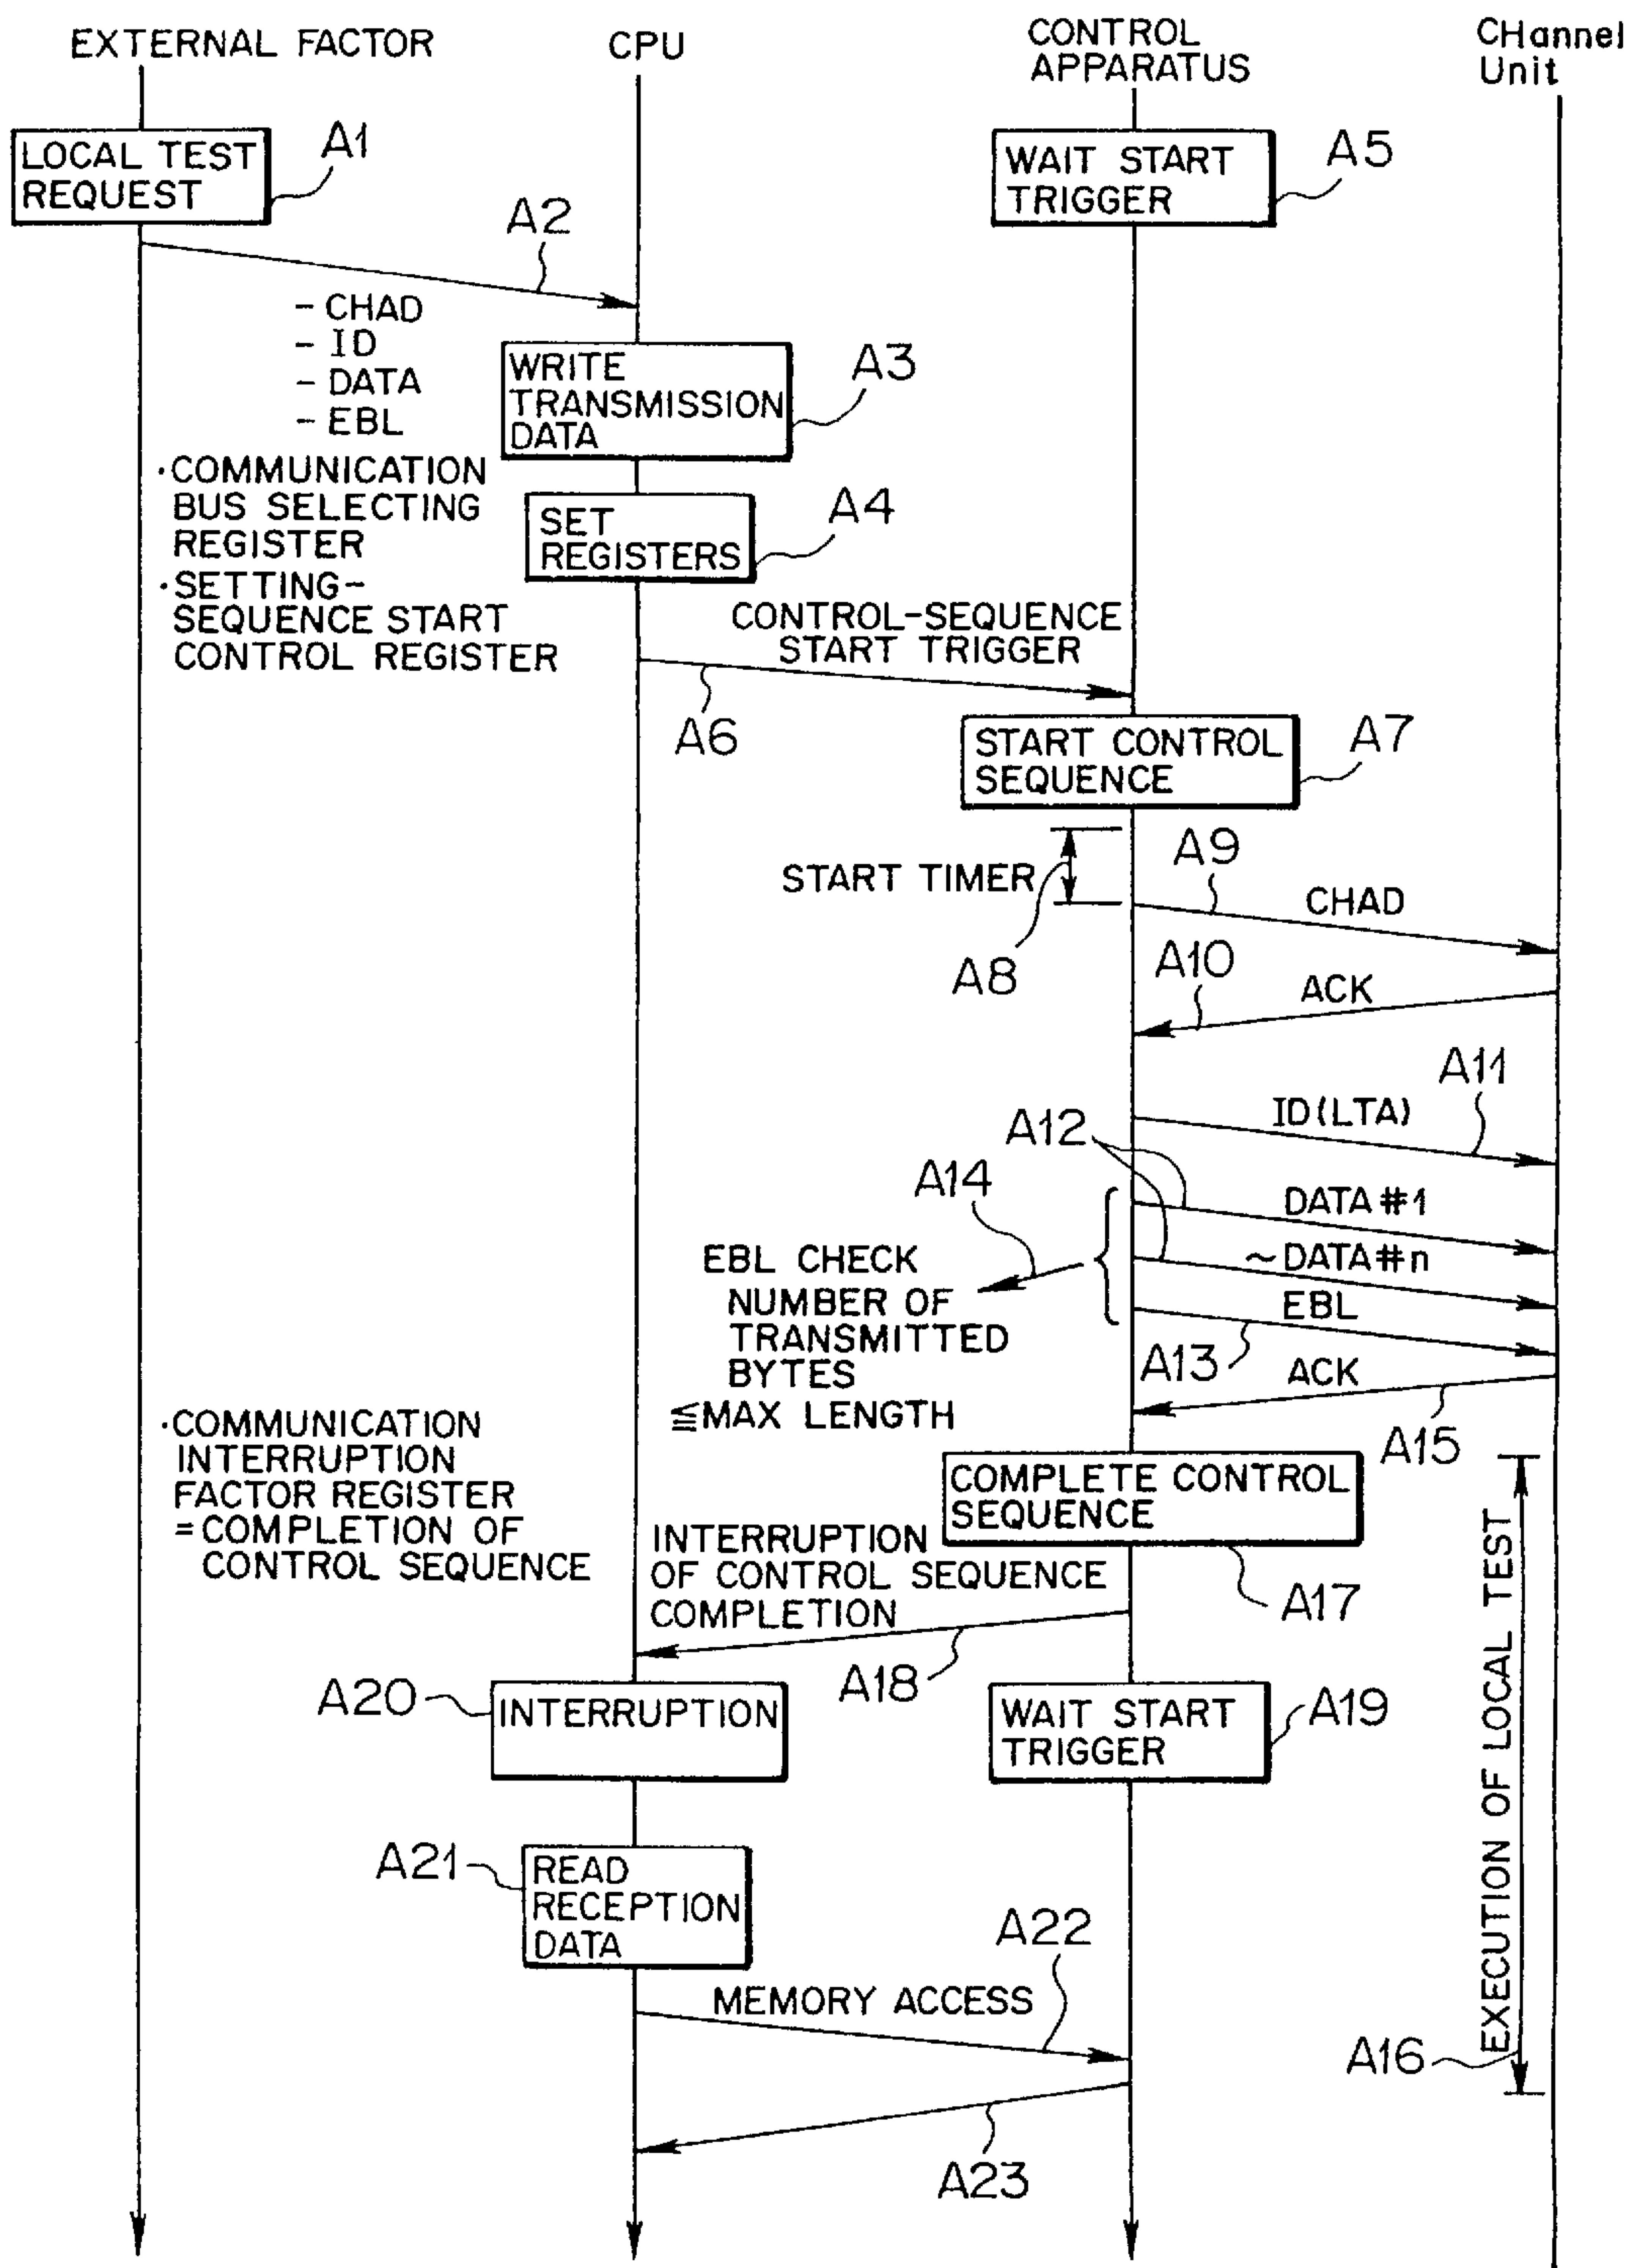 EXTERNAL FACTOR
CPU
CONTROL
APPARATUS
CHannel
Unit
LOCAL TEST
REQUEST
A1
WAIT START
TRIGGER
A5
A2
- CHAD
- ID
- DATA
- EBL
WRITE
TRANSMISSION
DATA
A3
·COMMUNICATION
BUS SELECTING
REGISTER
·SETTING-
SEQUENCE START
CONTROL REGISTER
SET
REGISTERS
A4
CONTROL-SEQUENCE
START TRIGGER
A6
START CONTROL
SEQUENCE
A7
START TIMER
A8
A9
CHAD
A10
ACK
A11
ID(LTA)
A12
A14
DATA #1
~DATA#n
EBL
EBL CHECK
NUMBER OF
TRANSMITTED
BYTES
≦MAX LENGTH
A13
ACK
A15
·COMMUNICATION
INTERRUPTION
FACTOR REGISTER
=COMPLETION OF
CONTROL SEQUENCE
COMPLETE CONTROL
SEQUENCE
A17
INTERRUPTION
OF CONTROL SEQUENCE
COMPLETION
A18
EXECUTION OF LOCAL TEST
A16
A20
INTERRUPTION
WAIT START
TRIGGER
A19
A21
READ
RECEPTION
DATA
A22
MEMORY ACCESS
A23